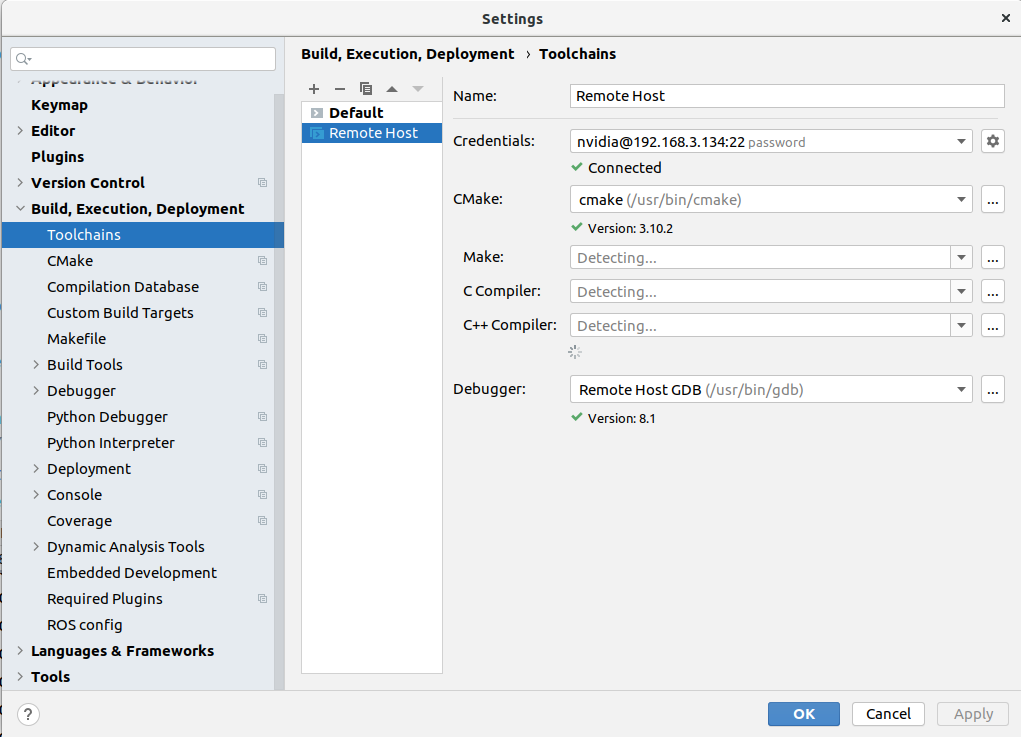 Settings
Build, Execution, Deployment › Toolchains
Appearance & Behavior
Keymap
Editor
Plugins
Version Control
Build, Execution, Deployment
Toolchains
CMake
Compilation Database
Custom Build Targets
Makefile
Build Tools
Debugger
Python Debugger
Python Interpreter
Deployment
Console
Coverage
Dynamic Analysis Tools
Embedded Development
Required Plugins
ROS config
Languages & Frameworks
Tools
Default
Remote Host
Name: Remote Host
Credentials: nvidia@192.168.3.134:22 password
Connected
CMake: cmake (/usr/bin/cmake) ...
Version: 3.10.2
Make: Detecting... ...
C Compiler: Detecting... ...
C++ Compiler: Detecting... ...
Debugger: Remote Host GDB (/usr/bin/gdb) ...
Version: 8.1
?
OK Cancel Apply